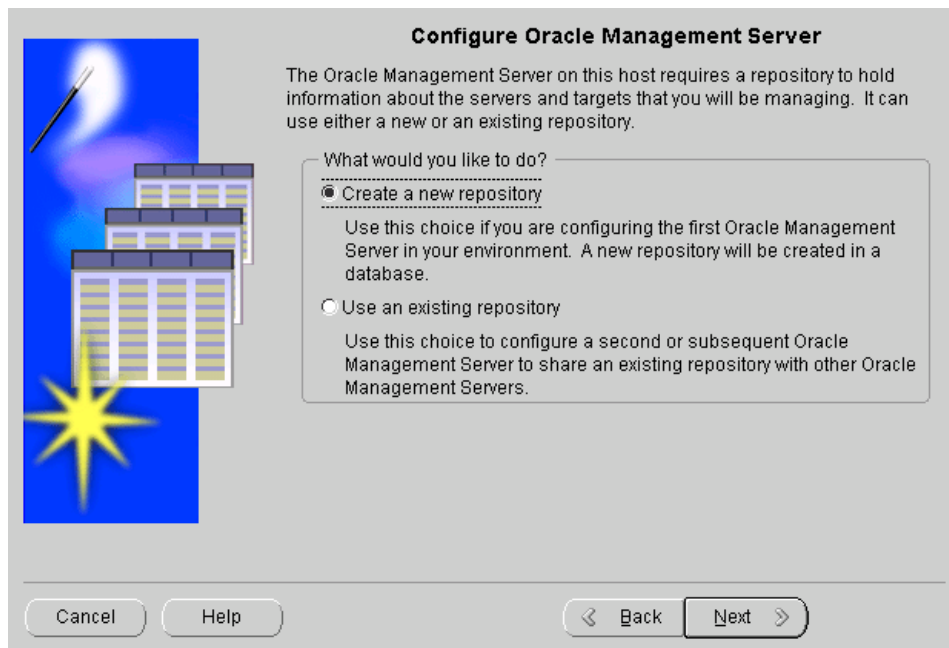 Configure Oracle Management Server
The Oracle Management Server on this host requires a repository to hold
information about the servers and targets that you will be managing. It can
use either a new or an existing repository.
What would you like to do?
Create a new repository
Use this choice if you are configuring the first Oracle Management
Server in your environment. A new repository will be created in a
database.
Use an existing repository
Use this choice to configure a second or subsequent Oracle
Management Server to share an existing repository with other Oracle
Management Servers.
Cancel
Help
Back
Next